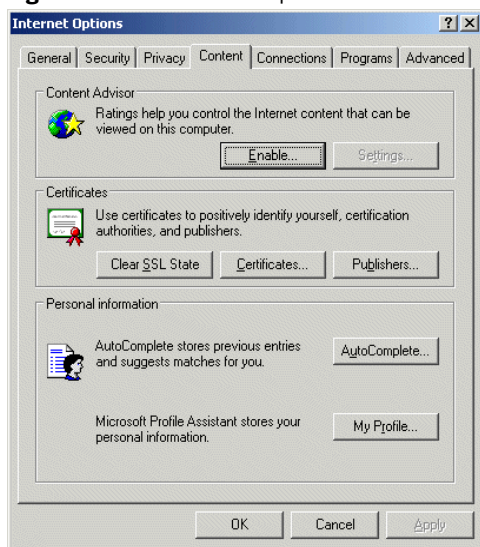 Internet Options
General Security Privacy Content Connections Programs Advanced
Content Advisor
Ratings help you control the Internet content that can be
viewed on this computer.
Enable... Settings...
Certificates
Use certificates to positively identify yourself, certification
authorities, and publishers.
Clear SSL State Certificates... Publishers...
Personal information
AutoComplete stores previous entries
and suggests matches for you.
AutoComplete...
Microsoft Profile Assistant stores your
personal information.
My Profile...
OK Cancel Apply